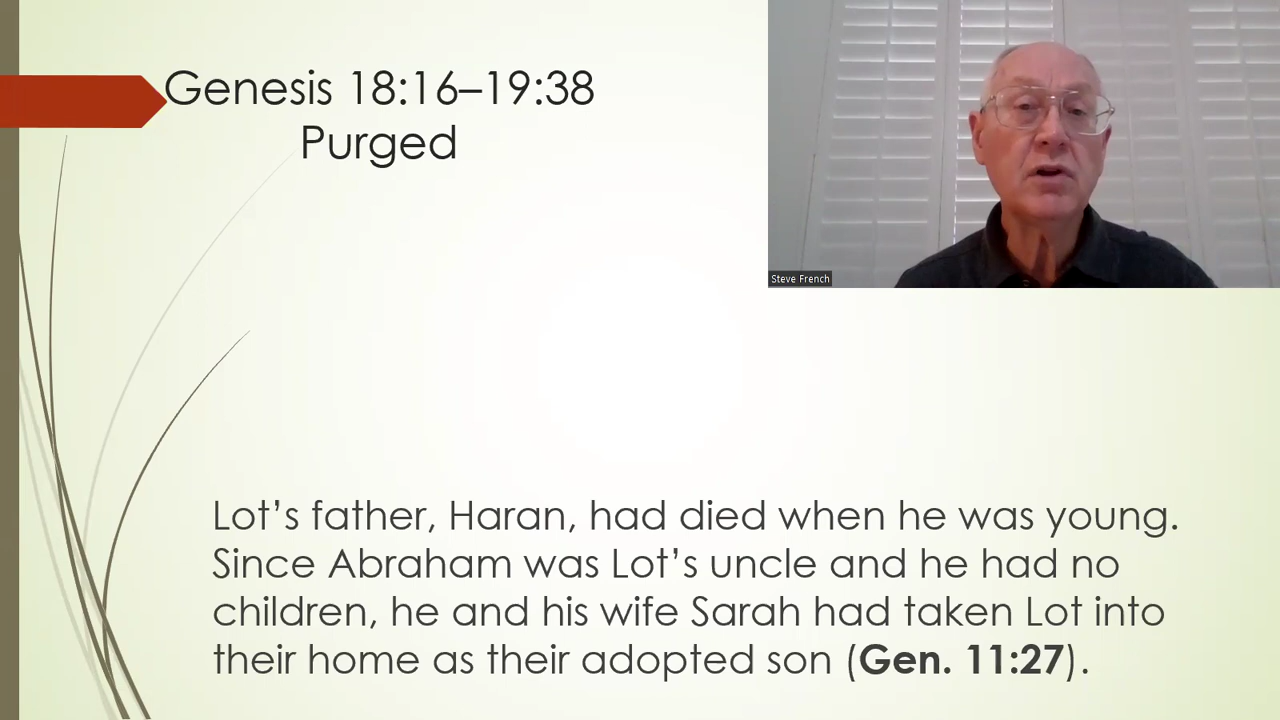 Genesis 18:16–19:38
Purged
Steve French
Lot’s father, Haran, had died when he was young.
Since Abraham was Lot’s uncle and he had no
children, he and his wife Sarah had taken Lot into
their home as their adopted son (Gen. 11:27).